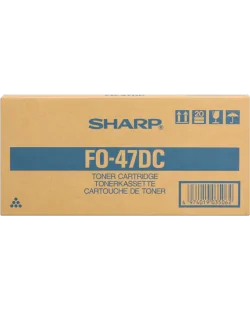 SHARP
FO-47DC
TONER CARTRIDGE
TONERKASSETTE
CARTOUCHE DE TONER